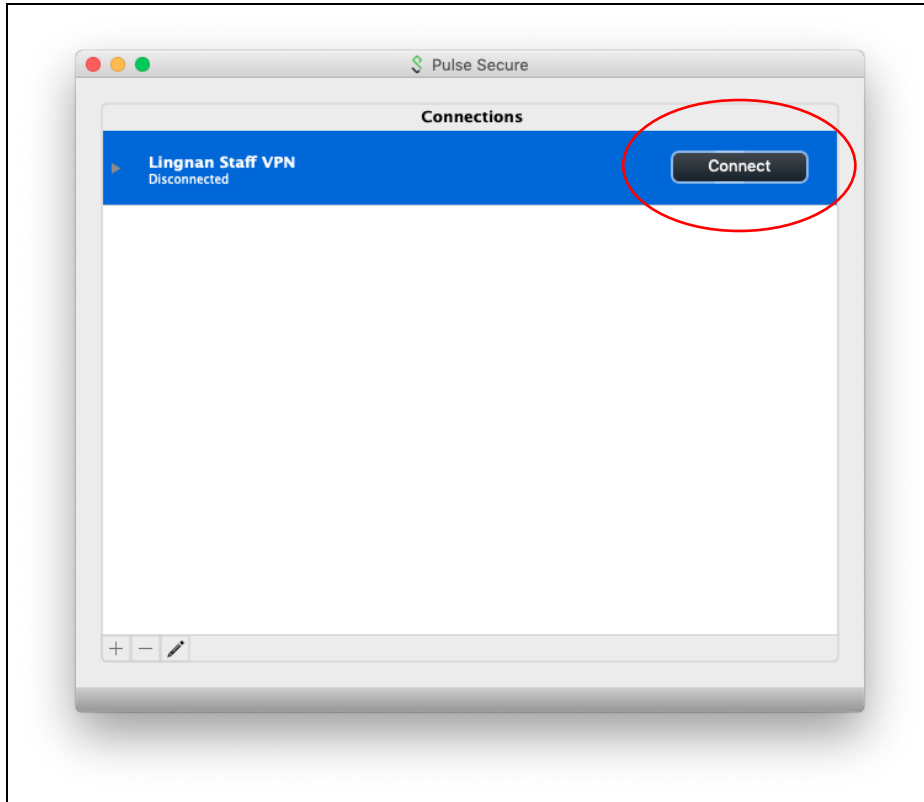 Pulse Secure
Connections
Lingnan Staff VPN
Disconnected
Connect